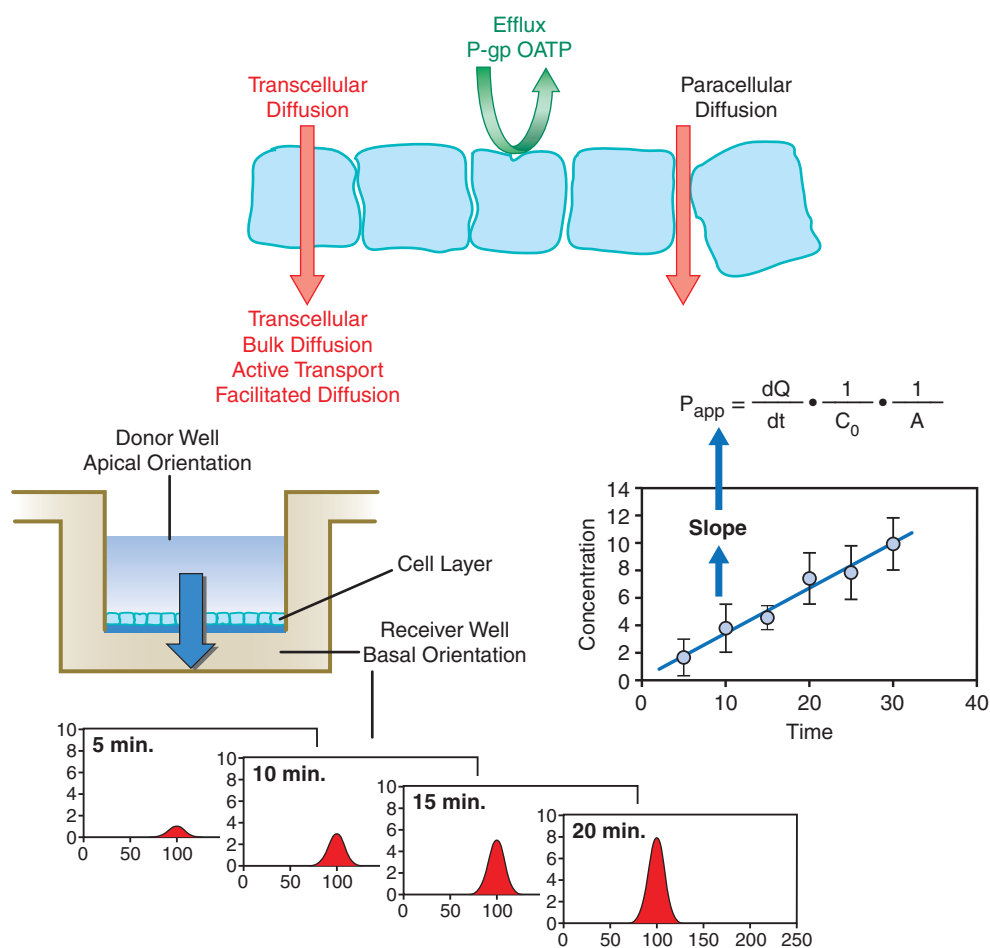 Efflux
P-gp OATP
Transcellular
Diffusion
Paracellular
Diffusion
Transcellular
Bulk Diffusion
Active Transport
Facilitated Diffusion
P_app = dQ/dt • 1/C_0 • 1/A
Donor Well
Apical Orientation
Cell Layer
Receiver Well
Basal Orientation
Slope
Concentration
14
12
10
8
6
4
2
0
0 10 20 30 40
Time
5 min.
10
8
6
4
2
0
0 50 100
10 min.
10
8
6
4
2
0
0 50 100
15 min.
10
8
6
4
2
0
0 50 100
20 min.
10
8
6
4
2
0
0 50 100 150 200 250